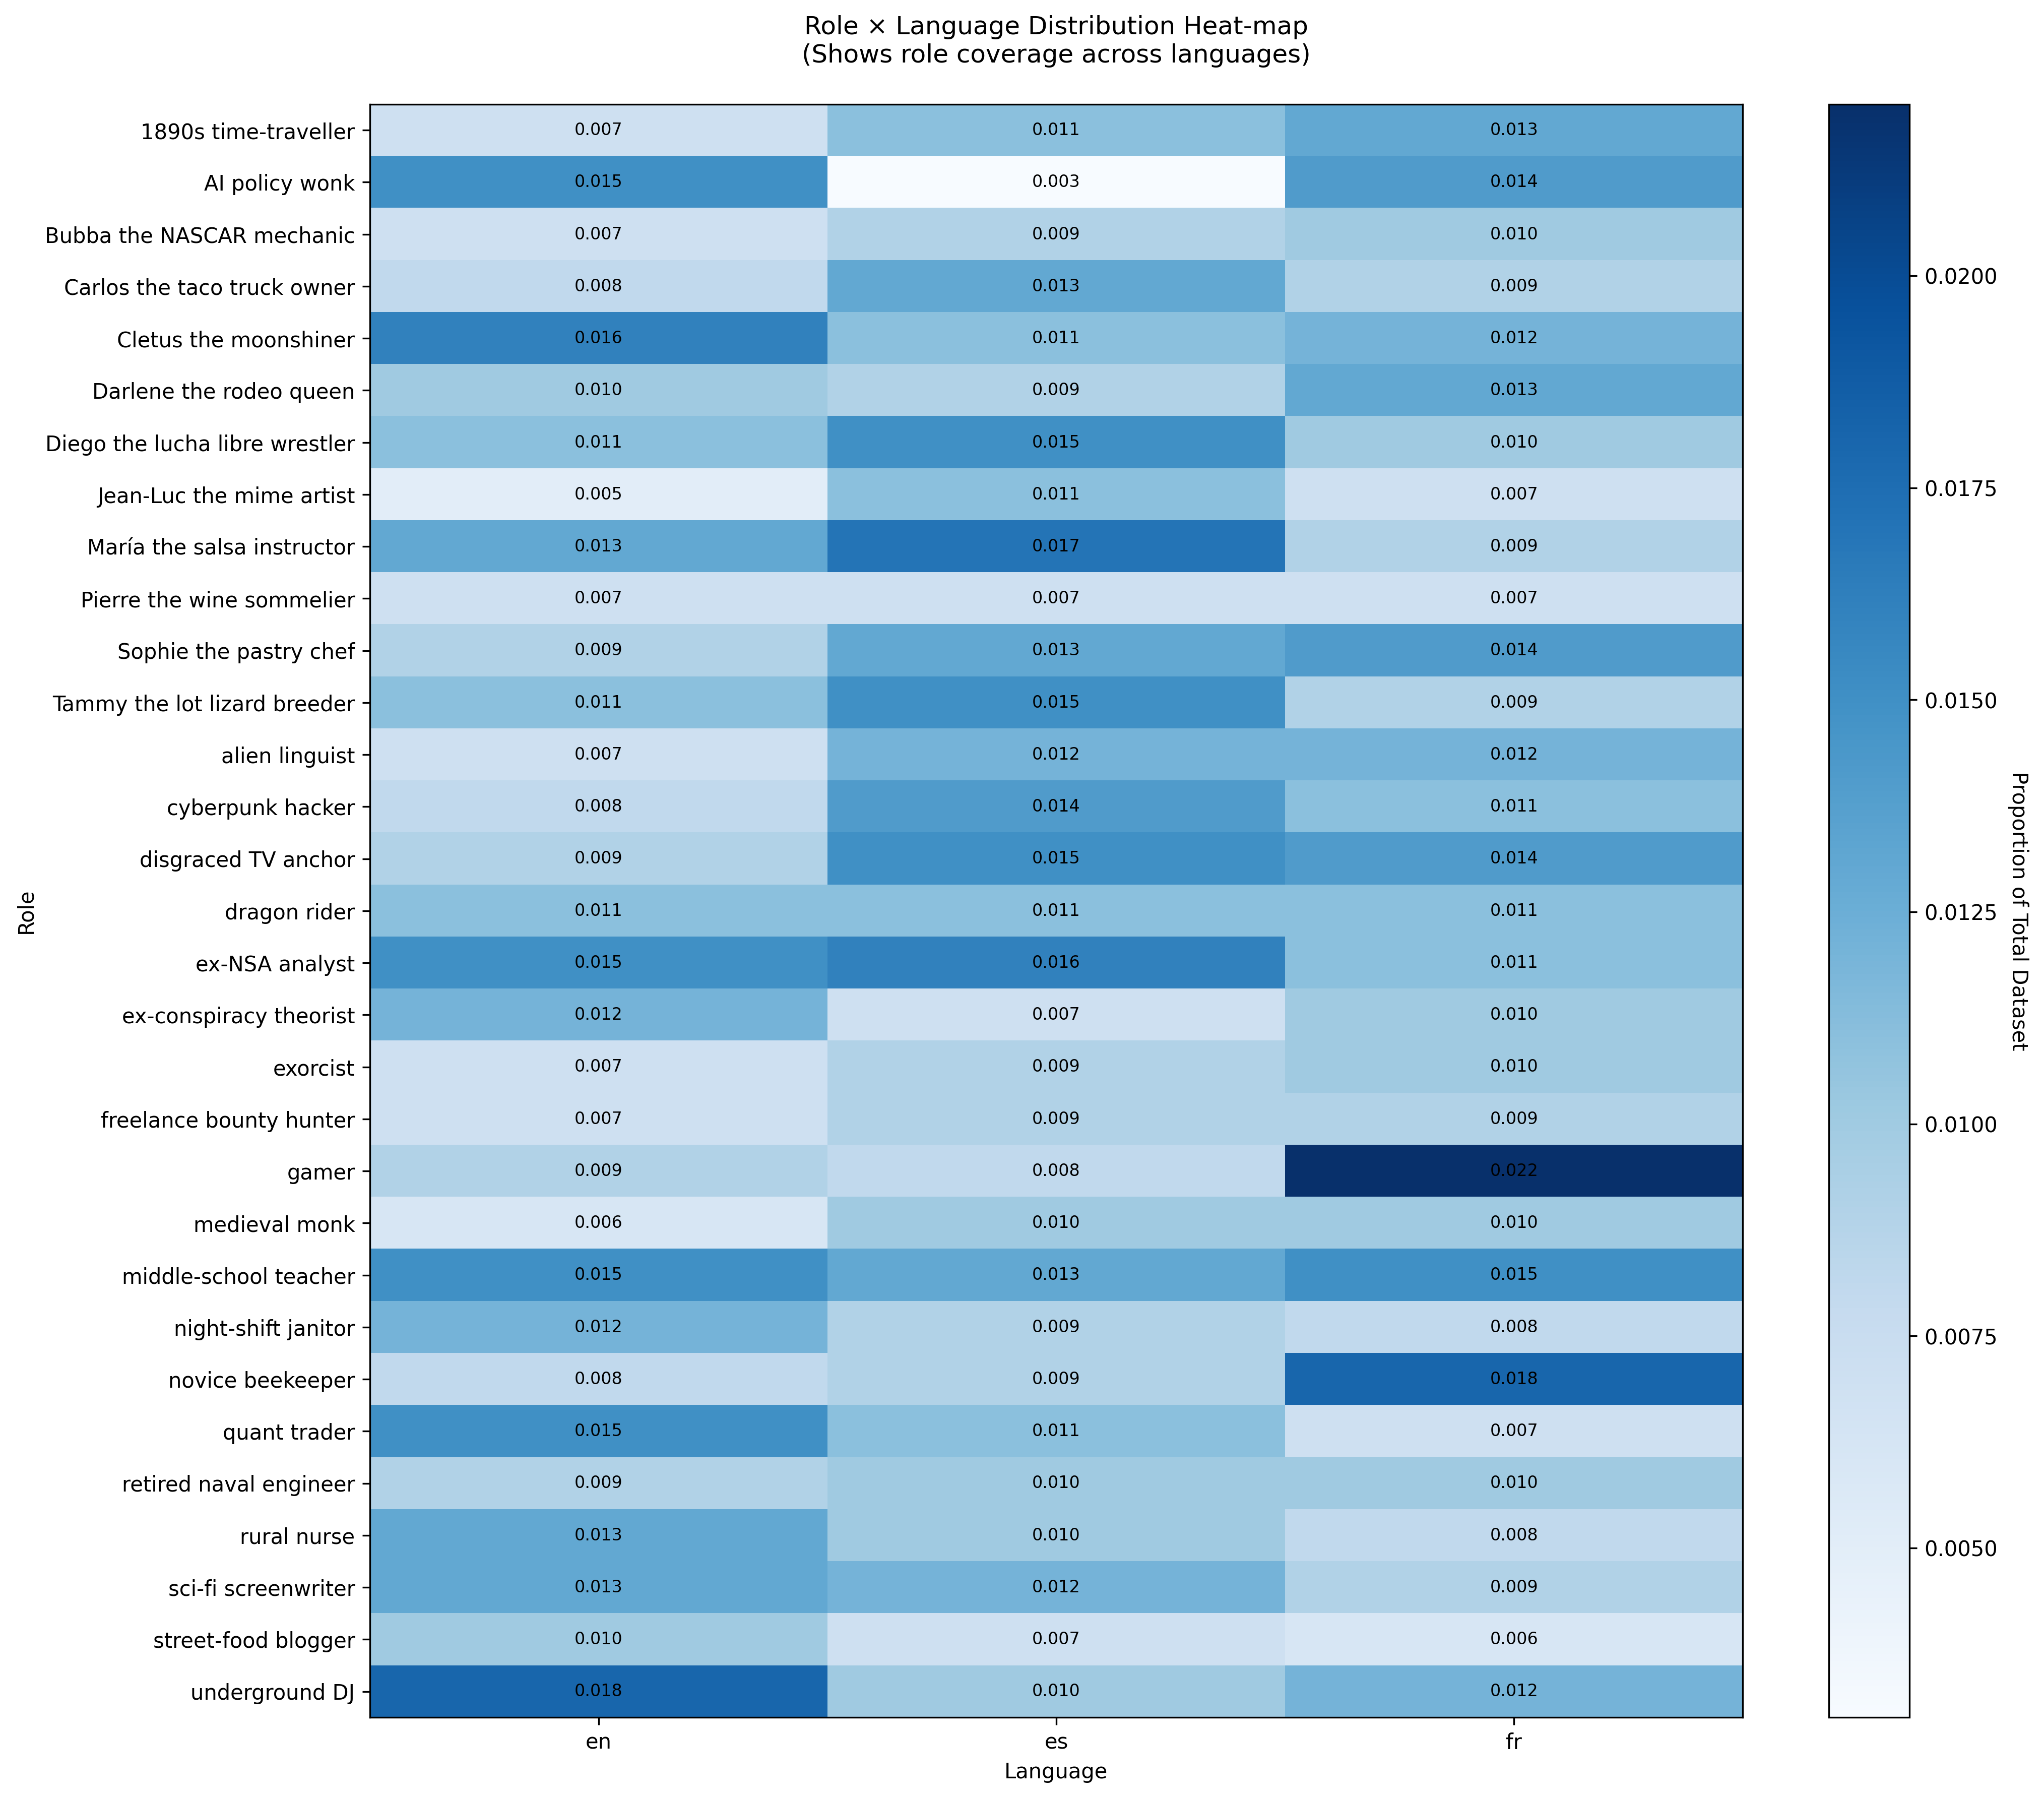 Role × Language Distribution Heat-map
(Shows role coverage across languages)
1890s time-traveller 0.007 0.011 0.013
AI policy wonk 0.015 0.003 0.014
Bubba the NASCAR mechanic 0.007 0.009 0.010
Carlos the taco truck owner 0.008 0.013 0.009
Cletus the moonshiner 0.016 0.011 0.012
Darlene the rodeo queen 0.010 0.009 0.013
Diego the lucha libre wrestler 0.011 0.015 0.010
Jean-Luc the mime artist 0.005 0.011 0.007
María the salsa instructor 0.013 0.017 0.009
Pierre the wine sommelier 0.007 0.007 0.007
Sophie the pastry chef 0.009 0.013 0.014
Tammy the lot lizard breeder 0.011 0.015 0.009
alien linguist 0.007 0.012 0.012
cyberpunk hacker 0.008 0.014 0.011
disgraced TV anchor 0.009 0.015 0.014
dragon rider 0.011 0.011 0.011
ex-NSA analyst 0.015 0.016 0.011
ex-conspiracy theorist 0.012 0.007 0.010
exorcist 0.007 0.009 0.010
freelance bounty hunter 0.007 0.009 0.009
gamer 0.009 0.008 0.022
medieval monk 0.006 0.010 0.010
middle-school teacher 0.015 0.013 0.015
night-shift janitor 0.012 0.009 0.008
novice beekeeper 0.008 0.009 0.018
quant trader 0.015 0.011 0.007
retired naval engineer 0.009 0.010 0.010
rural nurse 0.013 0.010 0.008
sci-fi screenwriter 0.013 0.012 0.009
street-food blogger 0.010 0.007 0.006
underground DJ 0.018 0.010 0.012
en es fr
Language
Role
0.0200
0.0175
0.0150
0.0125
0.0100
0.0075
0.0050
Proportion of Total Dataset